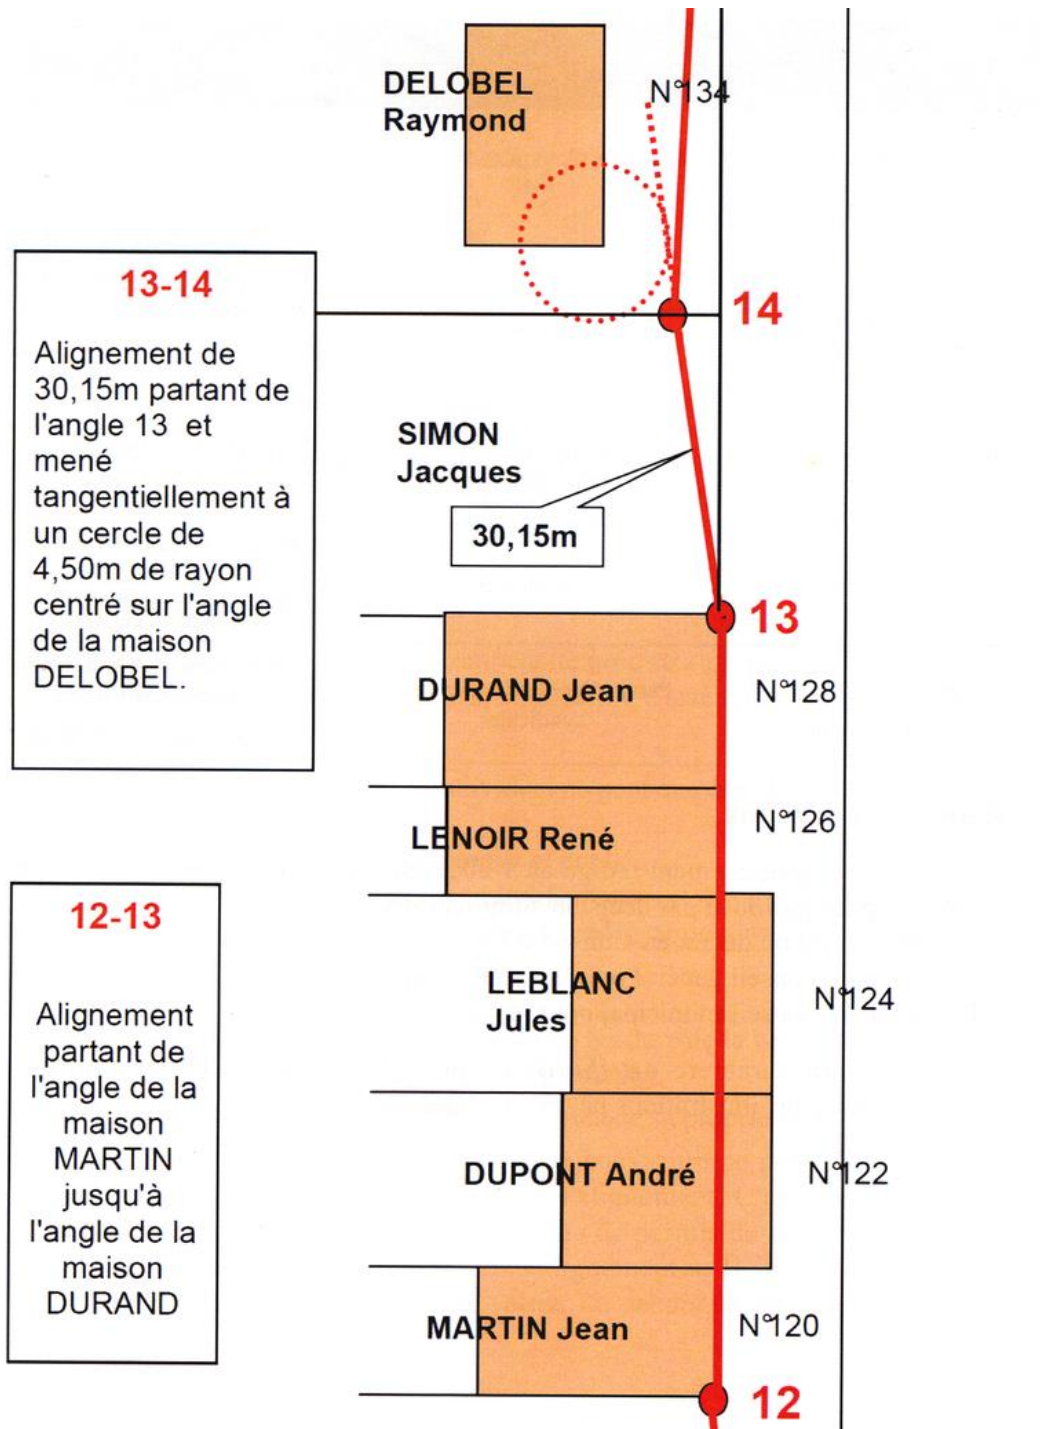 DELOBEL
Raymond
N°134
13-14
Alignement de
30,15m partant de
l'angle 13 et
mené
tangentiellement à
un cercle de
4,50m de rayon
centré sur l'angle
de la maison
DELOBEL.
14
SIMON
Jacques
30,15m
13
DURAND Jean
N°128
LENOIR René
N°126
12-13
Alignement
partant de
l'angle de la
maison
MARTIN
jusqu'à
l'angle de la
maison
DURAND
LEBLANC
Jules
N°124
DUPONT André
N°122
MARTIN Jean
N°120
12